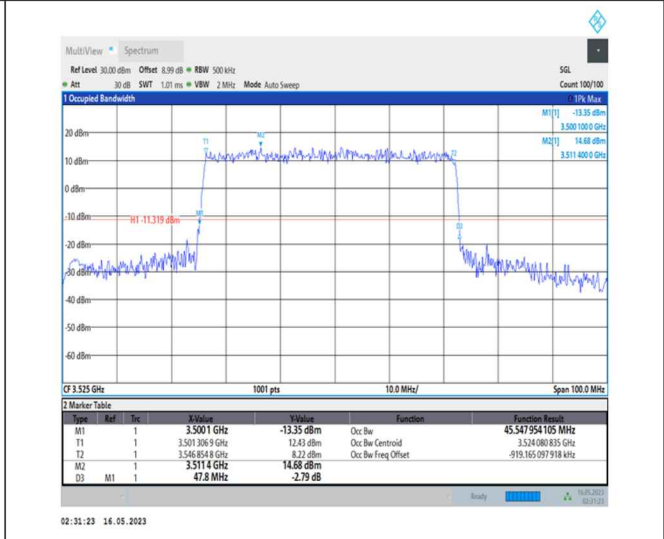 MultiView Spectrum
Ref Level 30.00 dBm Offset 8.99 dB RBW 500 kHz SGL
Att 30 dB SWT 1.01 ms VBW 2 MHz Mode Auto Sweep Count 100/100
1 Occupied Bandwidth 1Pk Max
M1[1] -13.35 dBm
3.500 100 0 GHz
M2[1] 14.68 dBm
3.511 400 0 GHz
20 dBm
T1 M2 T2
10 dBm
0 dBm
-10 dBm M1
H1 -11.319 dBm
D3
-20 dBm
-30 dBm
-40 dBm
-50 dBm
-60 dBm
CF 3.525 GHz 1001 pts 10.0 MHz/ Span 100.0 MHz
2 Marker Table
Type Ref Trc X-Value Y-Value Function Function Result
M1 1 3.5001 GHz -13.35 dBm Occ Bw 45.547 954 105 MHz
T1 1 3.501 306 9 GHz 12.43 dBm Occ Bw Centroid 3.524 080 835 GHz
T2 1 3.546 854 8 GHz 8.22 dBm Occ Bw Freq Offset -919.165 097 918 kHz
M2 1 3.511 4 GHz 14.68 dBm
D3 M1 1 47.8 MHz -2.79 dB
Ready 16.05.2023
02:31:23
02:31:23 16.05.2023